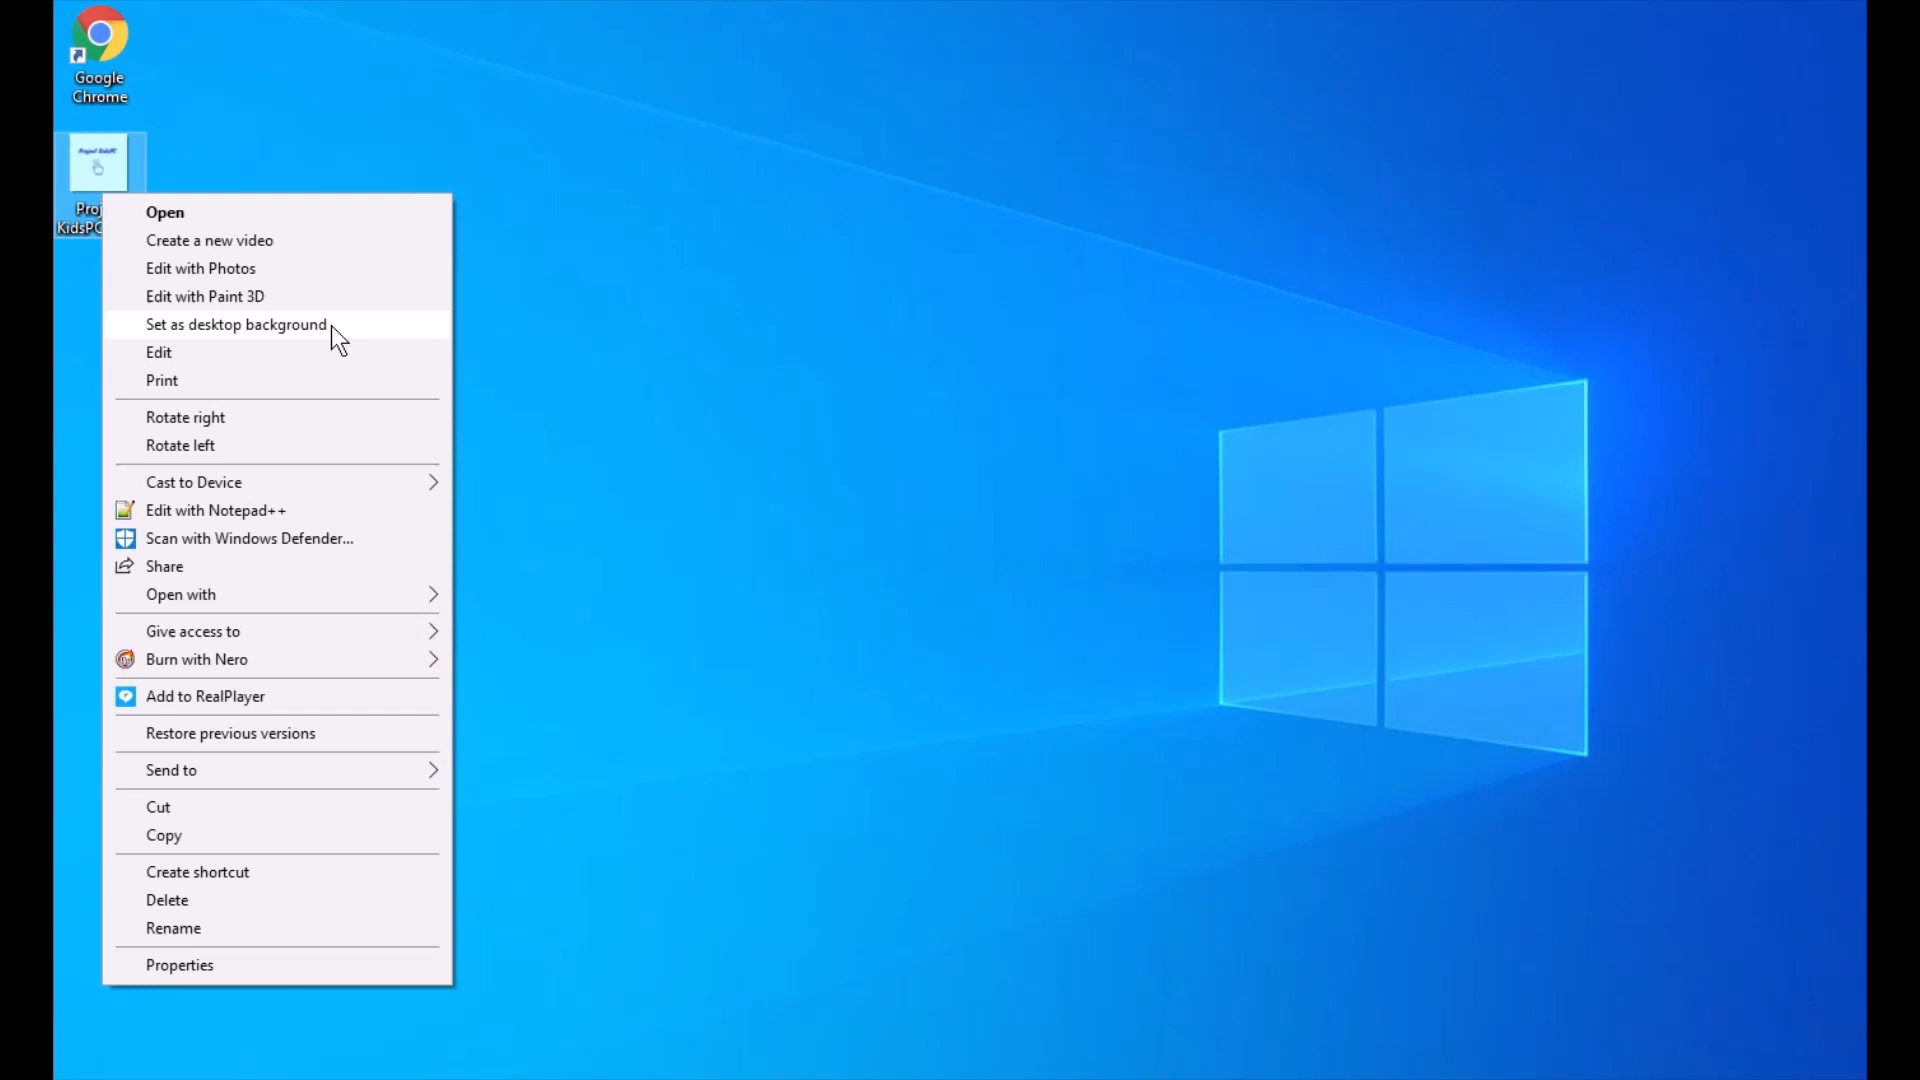 Google
Chrome
Project KidsPC
Proj
KidsPC
Open
Create a new video
Edit with Photos
Edit with Paint 3D
Set as desktop background
Edit
Print
Rotate right
Rotate left
Cast to Device
Edit with Notepad++
Scan with Windows Defender...
Share
Open with
Give access to
Burn with Nero
Add to RealPlayer
Restore previous versions
Send to
Cut
Copy
Create shortcut
Delete
Rename
Properties